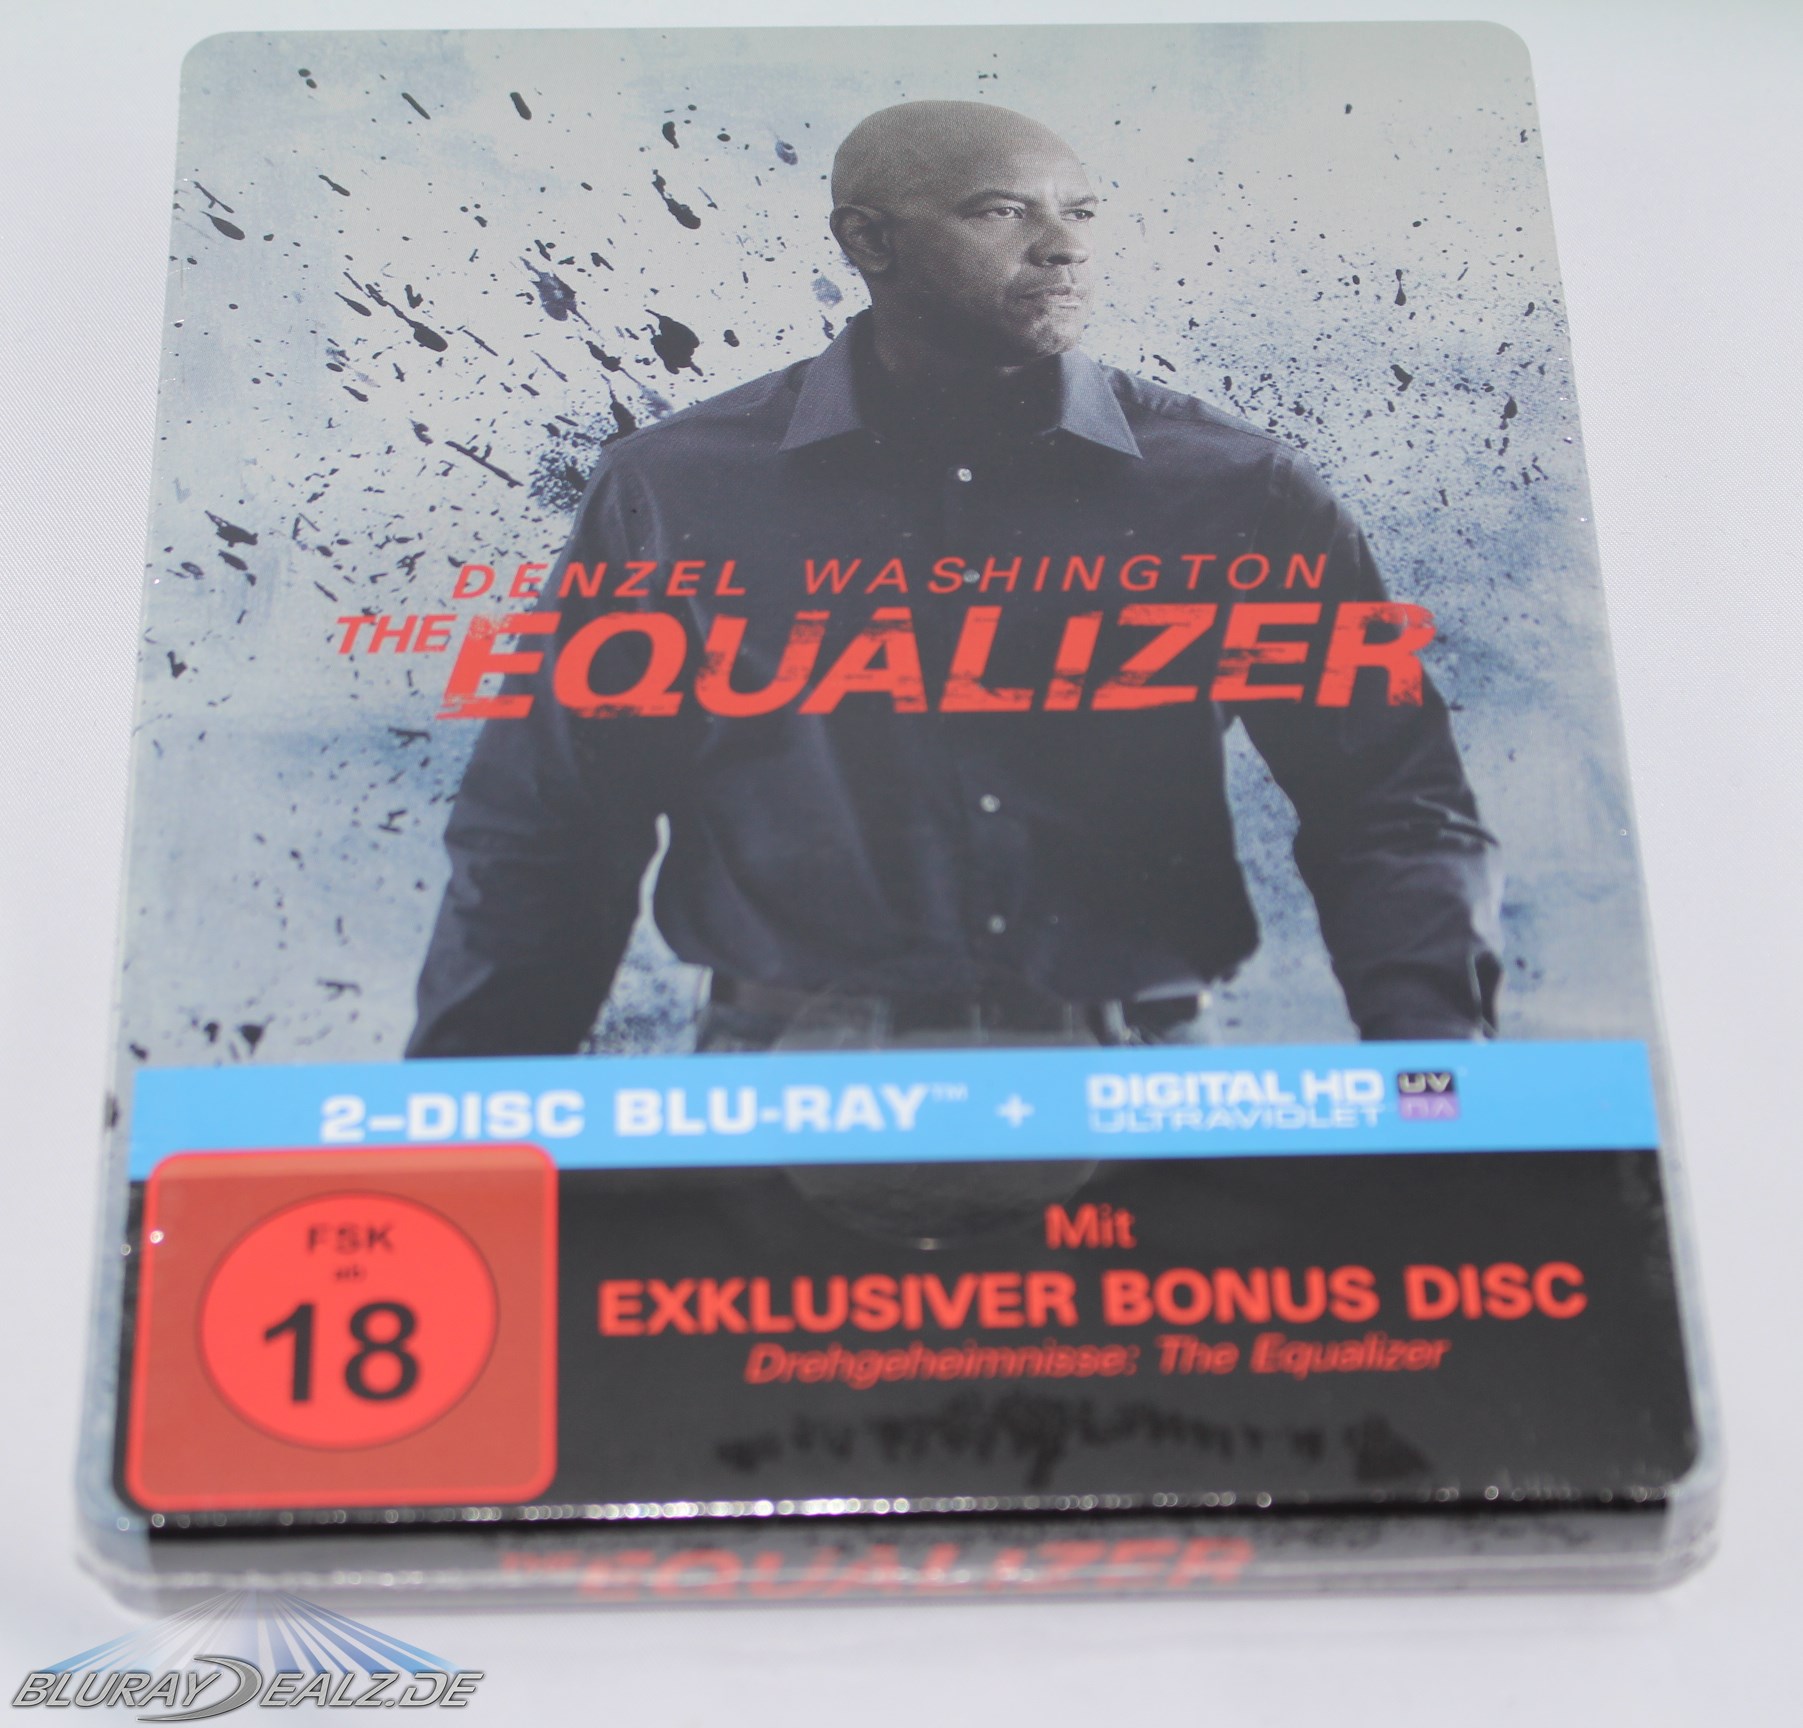 DENZEL WASHINGTON
THE EQUALIZER
2-DISC BLU-RAY™ + DIGITAL HD UV
ULTRAVIOLET
FSK
ab
18
Mit
EXKLUSIVER BONUS DISC
Drehgeheimnisse: The Equalizer
THE EQUALIZER
BLURAYDEALZ.DE